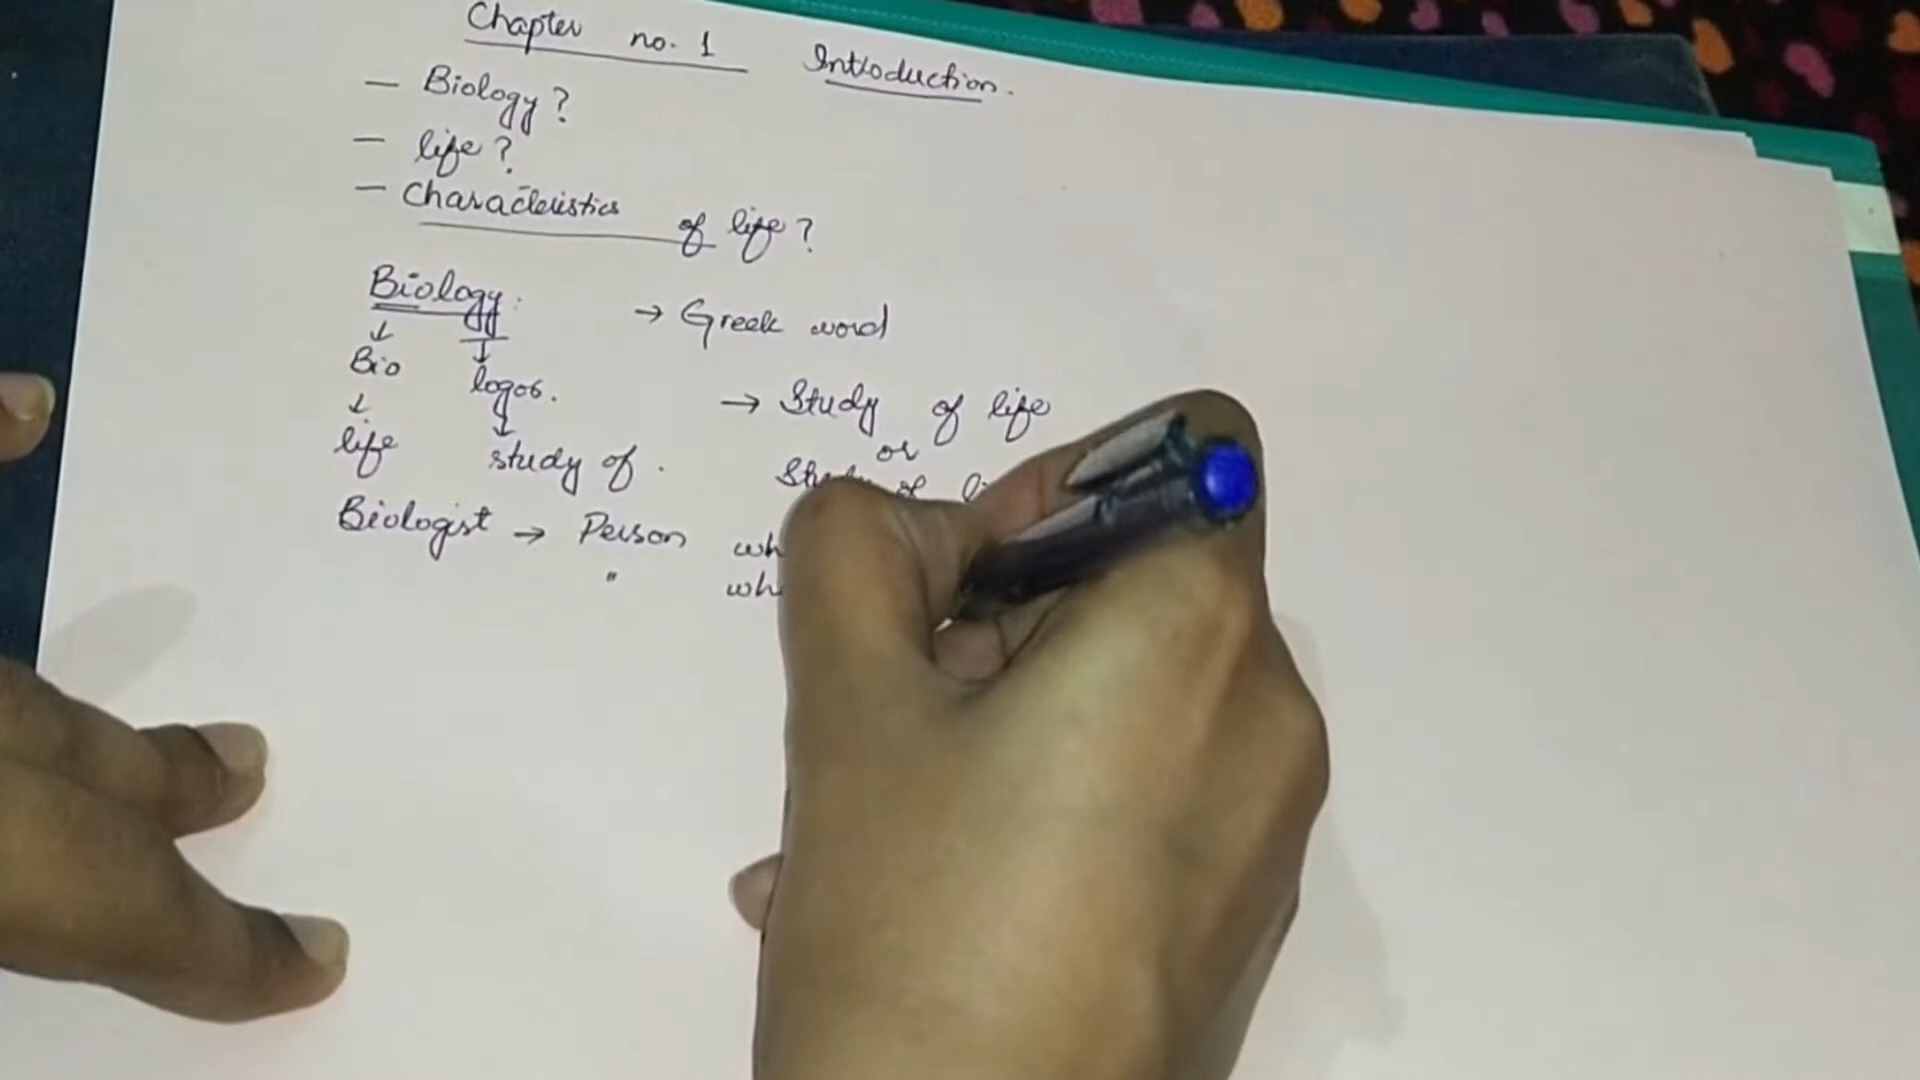 Chapter no. 1 Introduction.
— Biology?
— life?
— Characteristics of life?
Biology: → Greek word
↓ ↓
Bio logos. → Study of life
↓ ↓ or
life study of. of
Biologist → Person
"